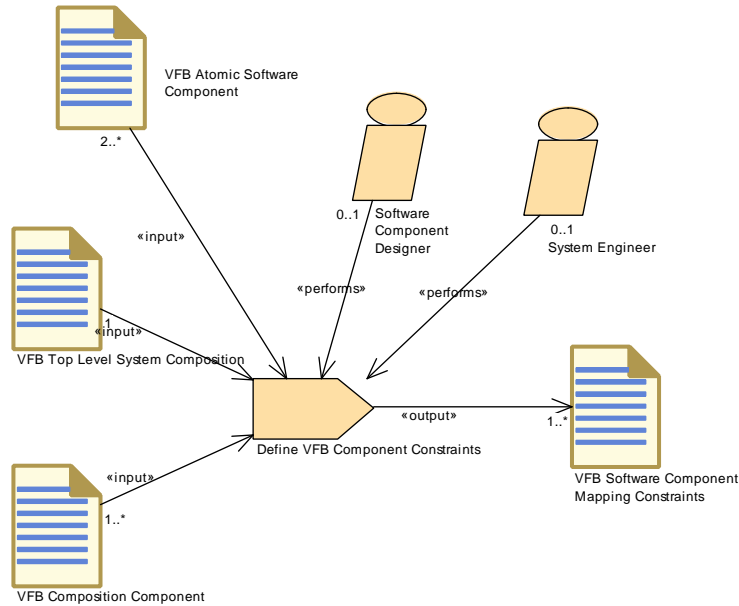 VFB Atomic Software
Component
2..*
0..1
Software
Component
Designer
0..1
System Engineer
«input»
«performs»
«performs»
1
«input»
VFB Top Level System Composition
«output»
1..*
Define VFB Component Constraints
«input»
VFB Software Component
Mapping Constraints
1..*
VFB Composition Component